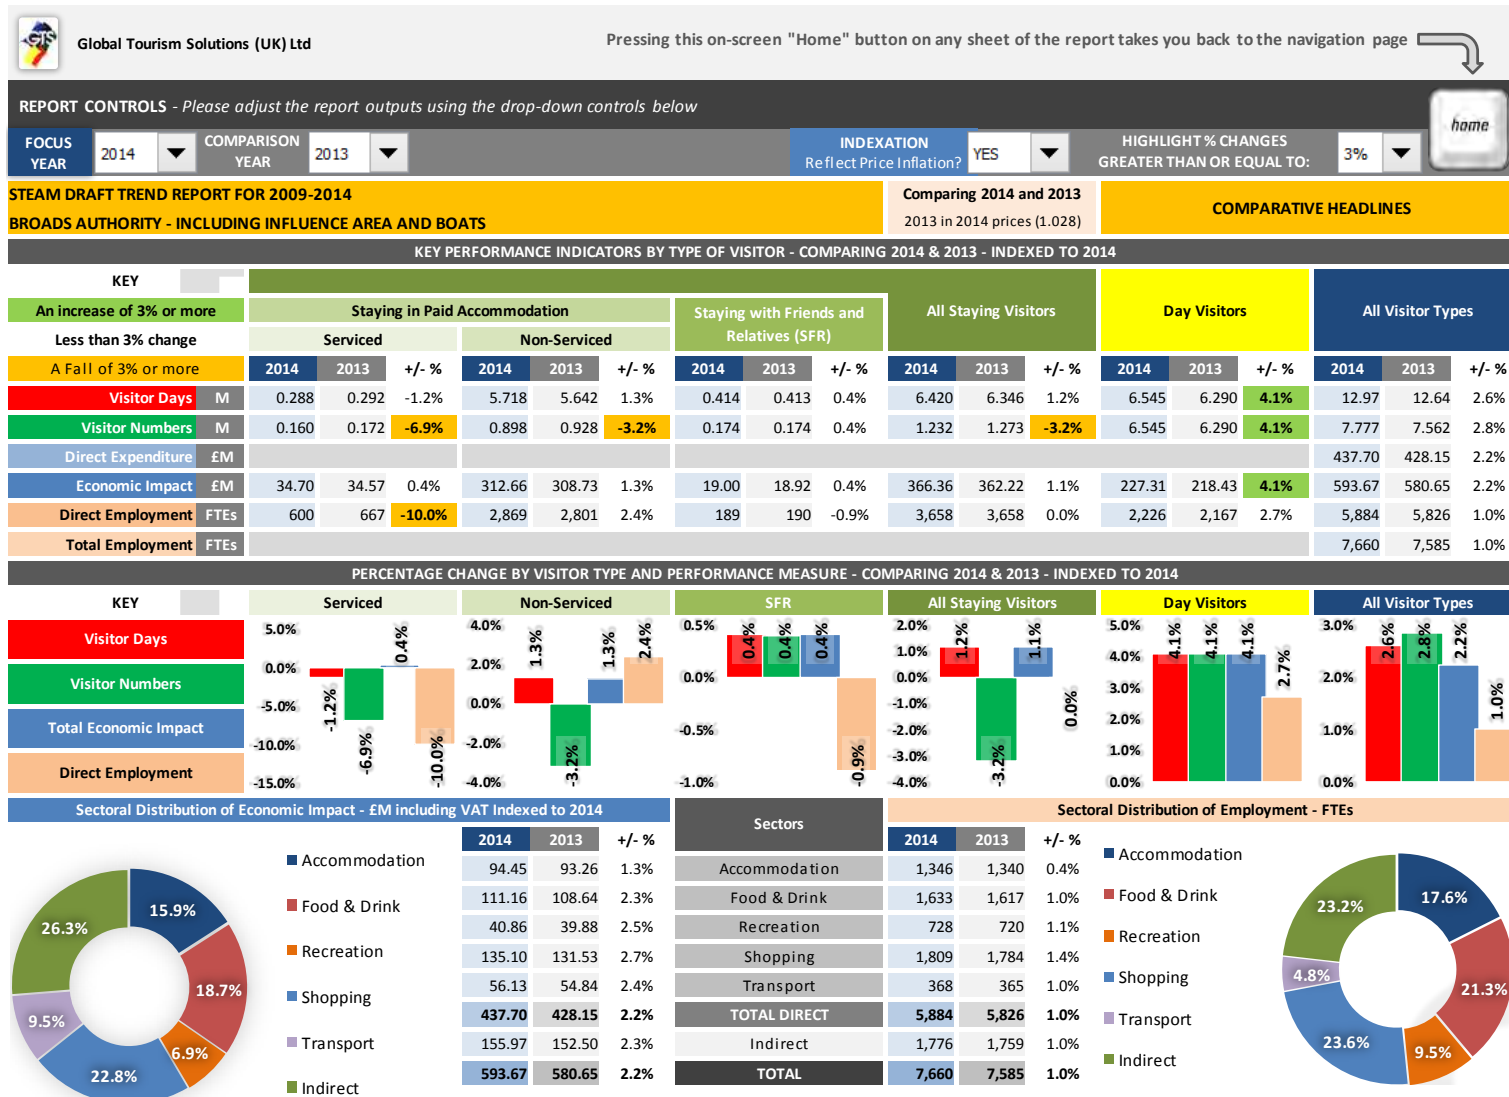 GTS
Global Tourism Solutions (UK) Ltd
Pressing this on-screen "Home" button on any sheet of the report takes you back to the navigation page
REPORT CONTROLS - Please adjust the report outputs using the drop-down controls below
home
FOCUS YEAR 2014 COMPARISON YEAR 2013 INDEXATION Reflect Price Inflation? YES HIGHLIGHT % CHANGES GREATER THAN OR EQUAL TO: 3%
STEAM DRAFT TREND REPORT FOR 2009-2014
BROADS AUTHORITY - INCLUDING INFLUENCE AREA AND BOATS
Comparing 2014 and 2013
2013 in 2014 prices (1.028)
COMPARATIVE HEADLINES
KEY PERFORMANCE INDICATORS BY TYPE OF VISITOR - COMPARING 2014 & 2013 - INDEXED TO 2014
KEY
An increase of 3% or more
Less than 3% change
A Fall of 3% or more
Staying in Paid Accommodation
Serviced Non-Serviced
Staying with Friends and
Relatives (SFR)
All Staying Visitors
Day Visitors
All Visitor Types
2014 2013 +/- % 2014 2013 +/- % 2014 2013 +/- % 2014 2013 +/- % 2014 2013 +/- % 2014 2013 +/- %
Visitor Days M 0.288 0.292 -1.2% 5.718 5.642 1.3% 0.414 0.413 0.4% 6.420 6.346 1.2% 6.545 6.290 4.1% 12.97 12.64 2.6%
Visitor Numbers M 0.160 0.172 -6.9% 0.898 0.928 -3.2% 0.174 0.174 0.4% 1.232 1.273 -3.2% 6.545 6.290 4.1% 7.777 7.562 2.8%
Direct Expenditure £M 437.70 428.15 2.2%
Economic Impact £M 34.70 34.57 0.4% 312.66 308.73 1.3% 19.00 18.92 0.4% 366.36 362.22 1.1% 227.31 218.43 4.1% 593.67 580.65 2.2%
Direct Employment FTEs 600 667 -10.0% 2,869 2,801 2.4% 189 190 -0.9% 3,658 3,658 0.0% 2,226 2,167 2.7% 5,884 5,826 1.0%
Total Employment FTEs 7,660 7,585 1.0%
PERCENTAGE CHANGE BY VISITOR TYPE AND PERFORMANCE MEASURE - COMPARING 2014 & 2013 - INDEXED TO 2014
KEY
Visitor Days
Visitor Numbers
Total Economic Impact
Direct Employment
Serviced
5.0%
0.0%
-5.0%
-10.0%
-15.0%
-1.2%
-6.9%
0.4%
-10.0%
Non-Serviced
4.0%
2.0%
0.0%
-2.0%
-4.0%
1.3%
-3.2%
1.3%
2.4%
SFR
0.5%
0.0%
-0.5%
-1.0%
0.4%
0.4%
0.4%
-0.9%
All Staying Visitors
2.0%
1.0%
0.0%
-1.0%
-2.0%
-3.0%
-4.0%
1.2%
-3.2%
1.1%
0.0%
Day Visitors
5.0%
4.0%
3.0%
2.0%
1.0%
0.0%
4.1%
4.1%
4.1%
2.7%
All Visitor Types
3.0%
2.0%
1.0%
0.0%
2.6%
2.8%
2.2%
1.0%
Sectoral Distribution of Economic Impact - £M including VAT Indexed to 2014
Sectors
Sectoral Distribution of Employment - FTEs
2014 2013 +/- % 2014 2013 +/- %
94.45 93.26 1.3% Accommodation 1,346 1,340 0.4%
111.16 108.64 2.3% Food & Drink 1,633 1,617 1.0%
40.86 39.88 2.5% Recreation 728 720 1.1%
135.10 131.53 2.7% Shopping 1,809 1,784 1.4%
56.13 54.84 2.4% Transport 368 365 1.0%
437.70 428.15 2.2% TOTAL DIRECT 5,884 5,826 1.0%
155.97 152.50 2.3% Indirect 1,776 1,759 1.0%
593.67 580.65 2.2% TOTAL 7,660 7,585 1.0%
15.9%
18.7%
6.9%
22.8%
9.5%
26.3%
Accommodation
Food & Drink
Recreation
Shopping
Transport
Indirect
Accommodation
Food & Drink
Recreation
Shopping
Transport
Indirect
17.6%
21.3%
9.5%
23.6%
4.8%
23.2%